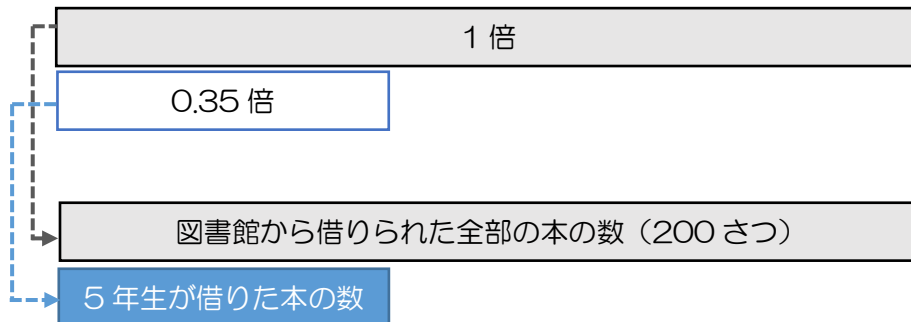 1 倍
0.35 倍
図書館から借りられた全部の本の数（200 さつ）
5 年生が借りた本の数